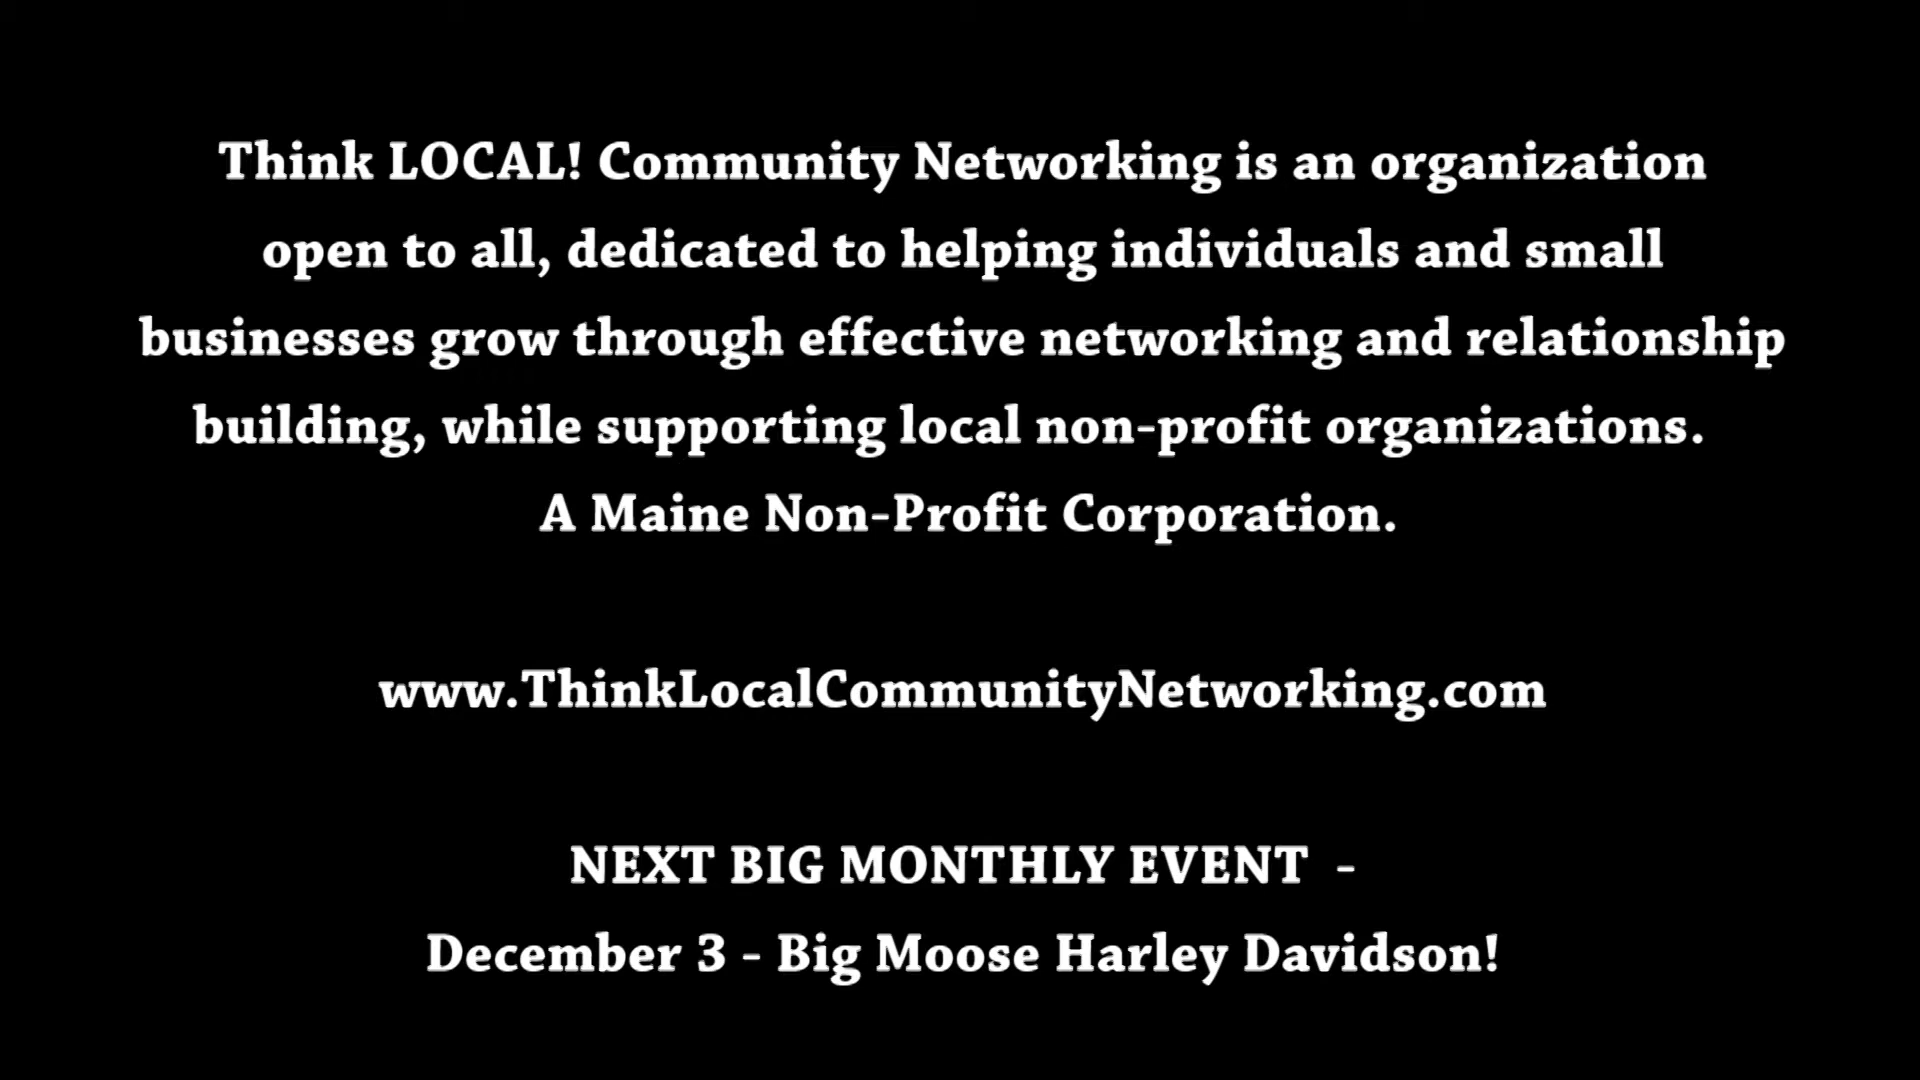 Think LOCAL! Community Networking is an organization
open to all, dedicated to helping individuals and small
businesses grow through effective networking and relationship
building, while supporting local non-profit organizations.
A Maine Non-Profit Corporation.
www.ThinkLocalCommunityNetworking.com
NEXT BIG MONTHLY EVENT -
December 3 - Big Moose Harley Davidson!